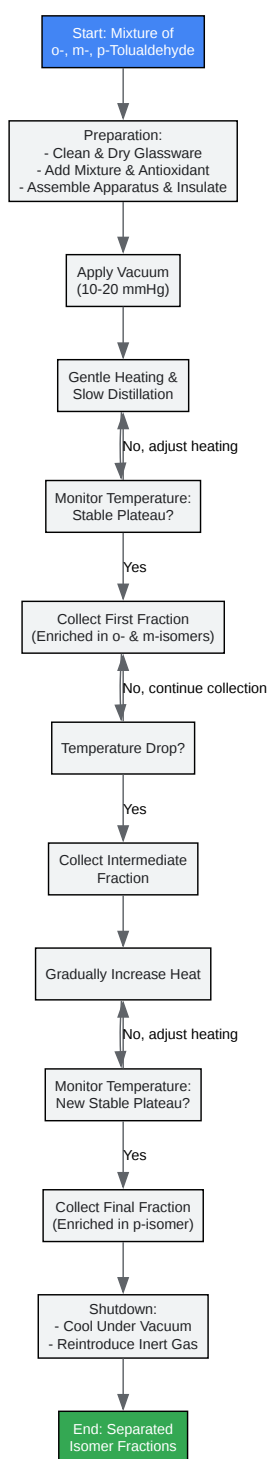 Start: Mixture of
o-, m-, p-Tolualdehyde
Preparation:
- Clean & Dry Glassware
- Add Mixture & Antioxidant
- Assemble Apparatus & Insulate
Apply Vacuum
(10-20 mmHg)
Gentle Heating &
Slow Distillation
No, adjust heating
Monitor Temperature:
Stable Plateau?
Yes
Collect First Fraction
(Enriched in o- & m-isomers)
No, continue collection
Temperature Drop?
Yes
Collect Intermediate
Fraction
Gradually Increase Heat
No, adjust heating
Monitor Temperature:
New Stable Plateau?
Yes
Collect Final Fraction
(Enriched in p-isomer)
Shutdown:
- Cool Under Vacuum
- Reintroduce Inert Gas
End: Separated
Isomer Fractions